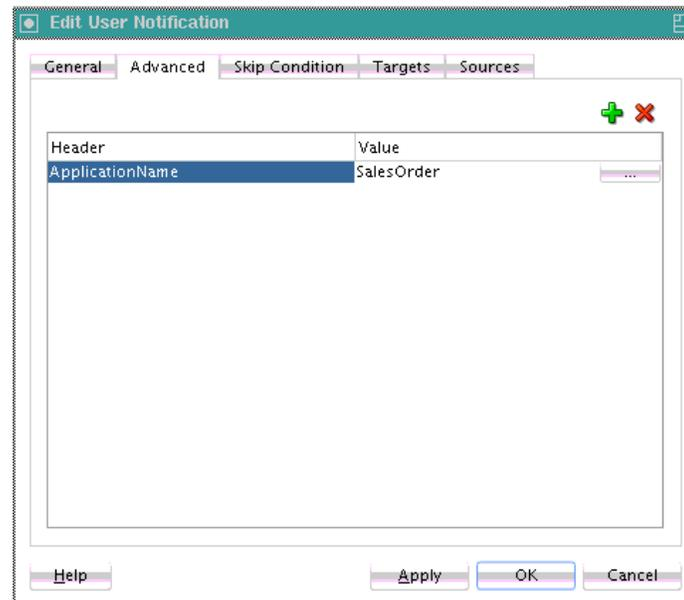 Edit User Notification
General Advanced Skip Condition Targets Sources
Header Value
ApplicationName SalesOrder ...
Help Apply OK Cancel